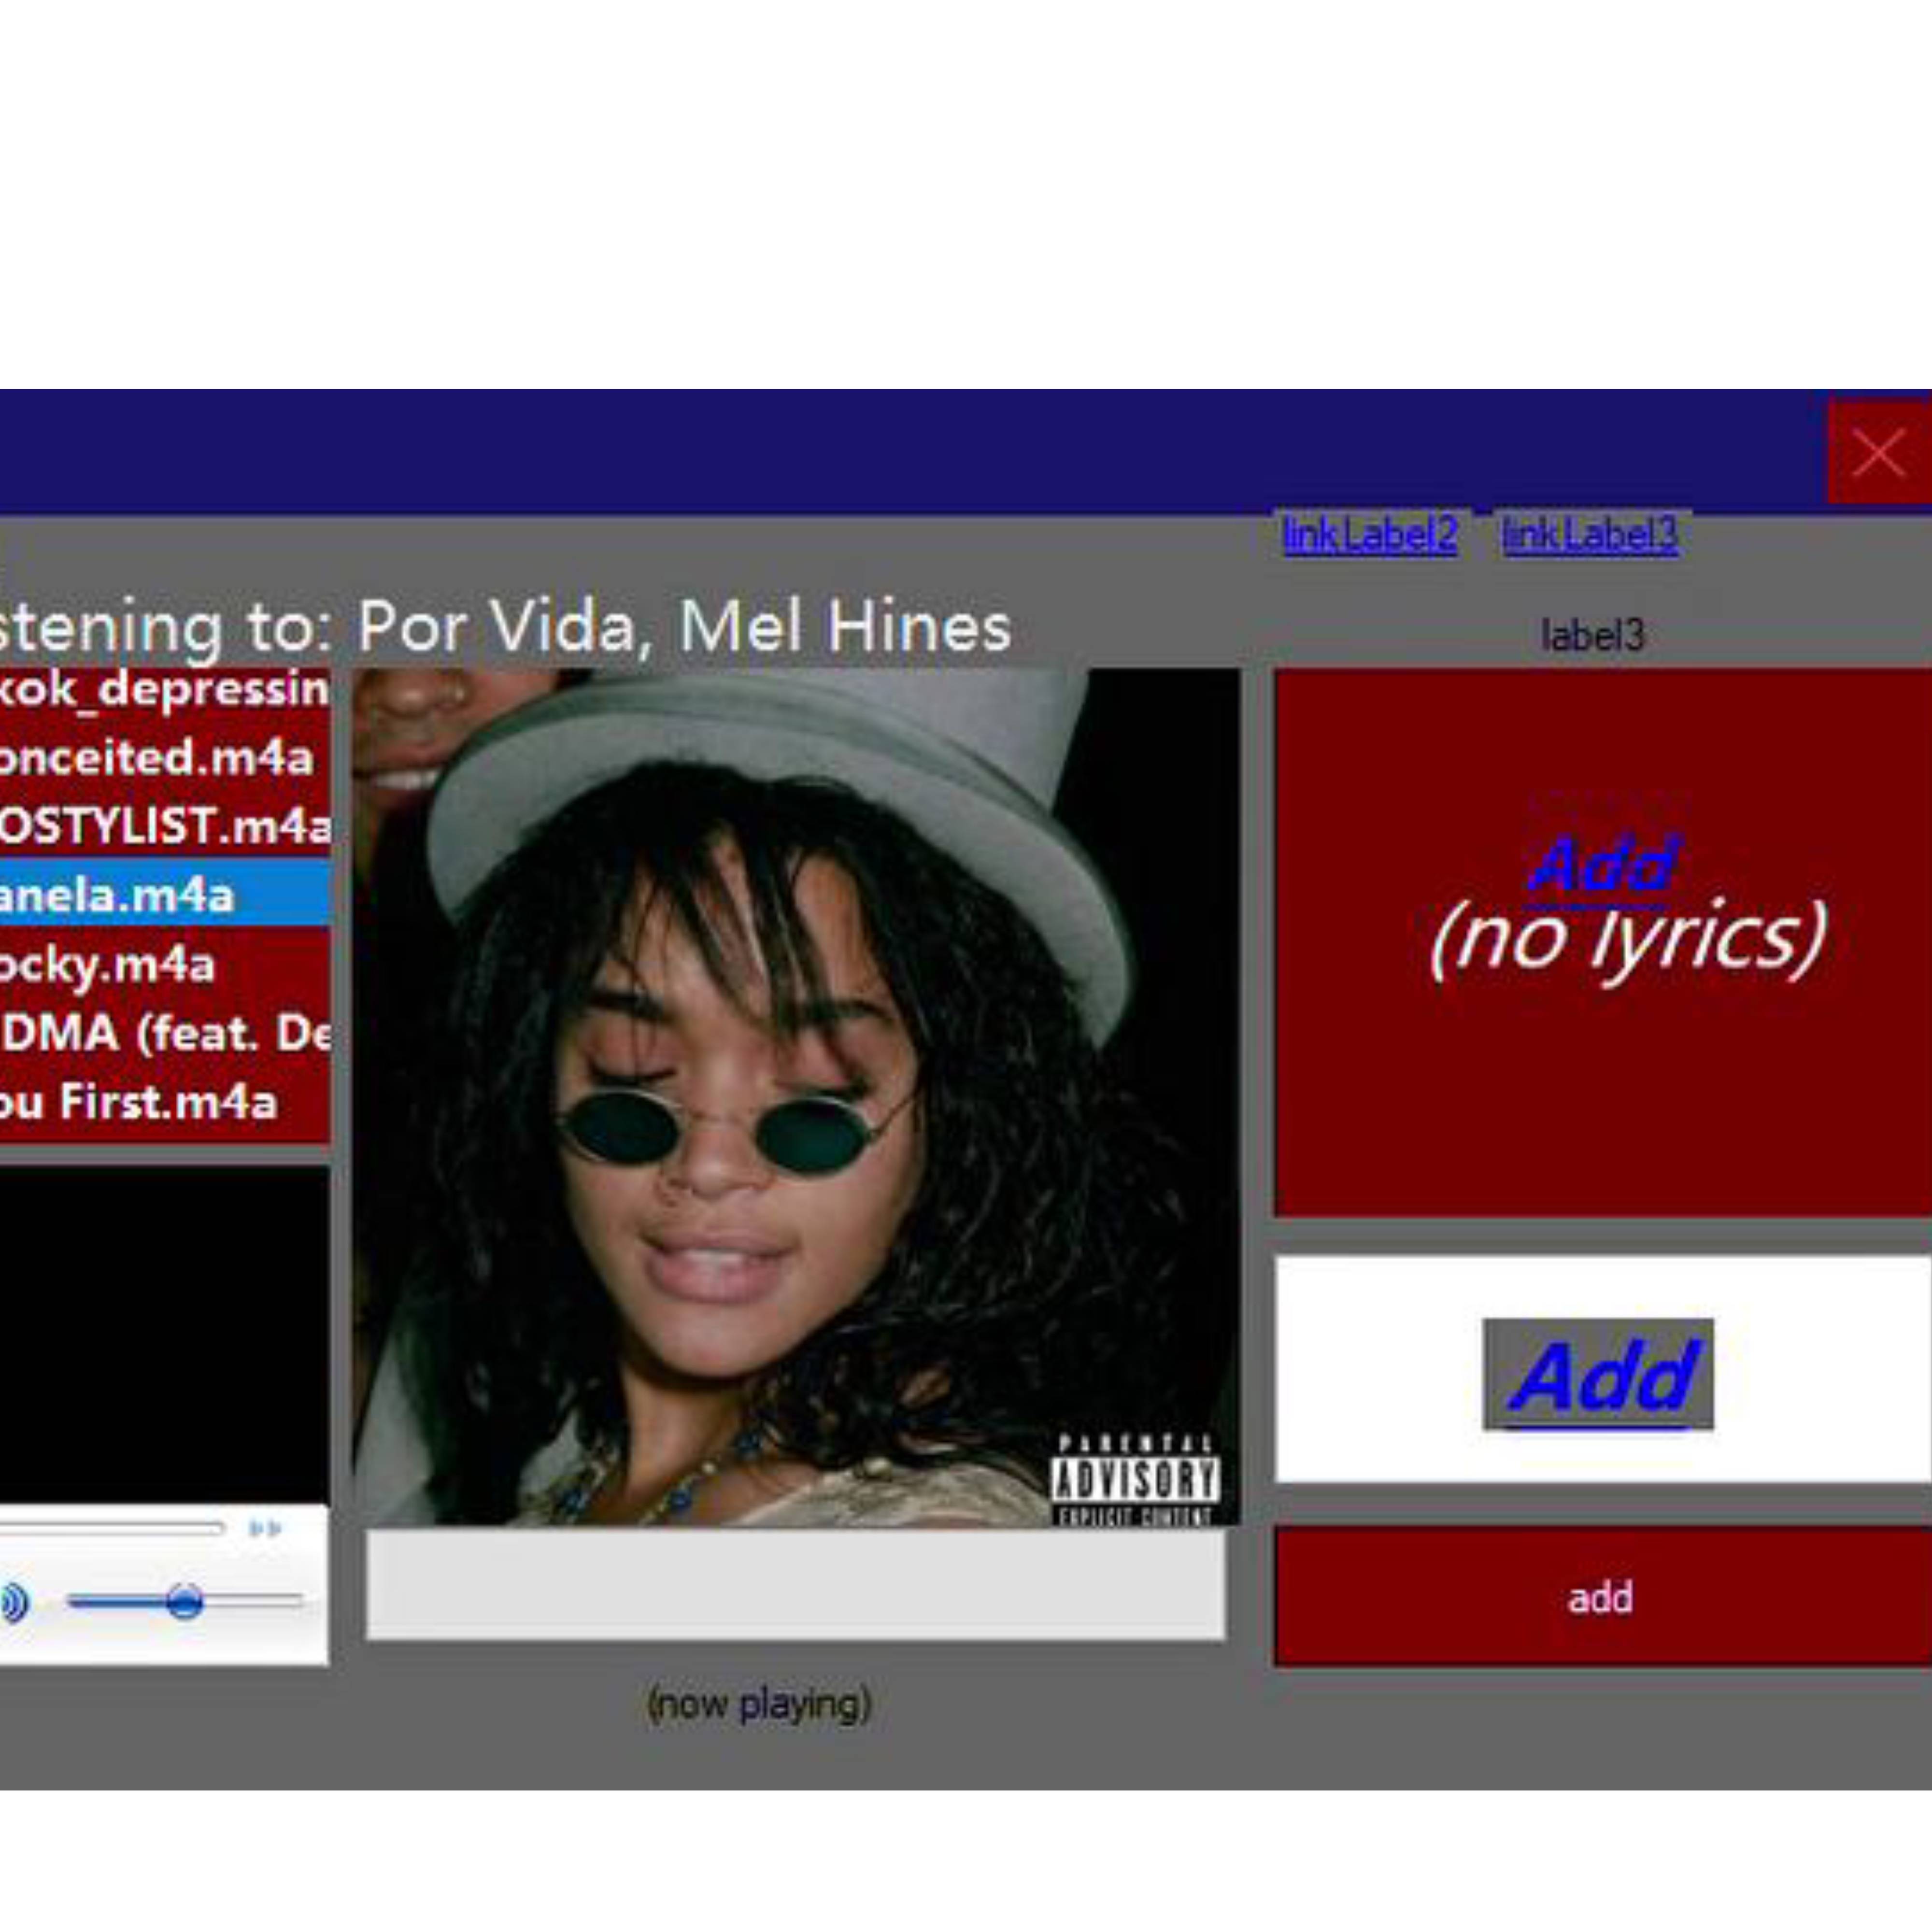 linkLabel2 linkLabel3
stening to: Por Vida, Mel Hines
label3
kok_depressin
onceited.m4a
OSTYLIST.m4a
anela.m4a
ocky.m4a
DMA (feat. De
ou First.m4a
Add
(no lyrics)
Add
PARENTAL
ADVISORY
EXPLICIT CONTENT
add
(now playing)